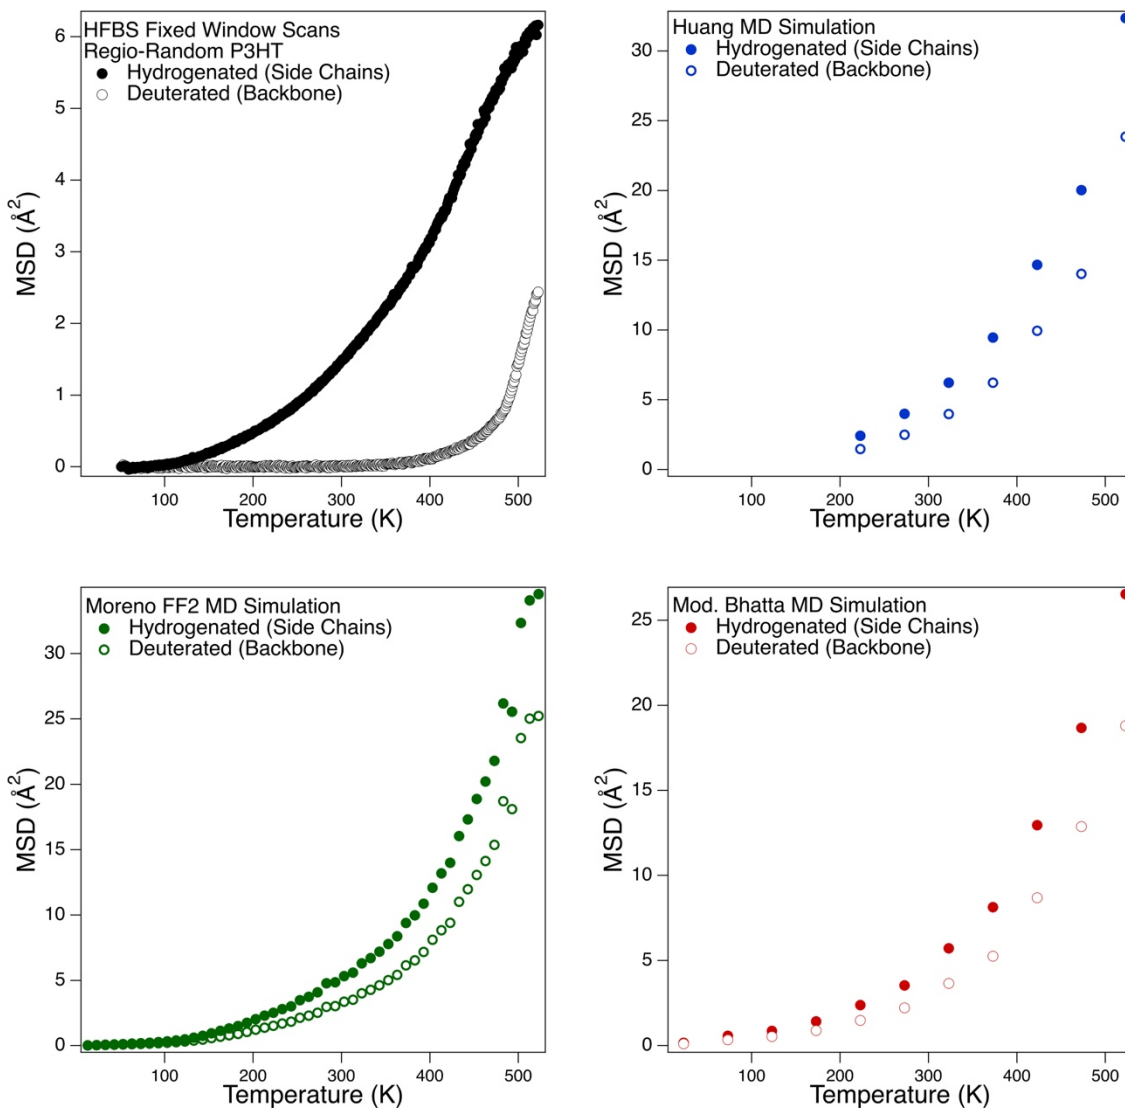 HFBS Fixed Window Scans
Regio-Random P3HT
Hydrogenated (Side Chains)
Deuterated (Backbone)
6
5
4
3
2
1
0
MSD (Å²)
100 200 300 400 500
Temperature (K)
Huang MD Simulation
Hydrogenated (Side Chains)
Deuterated (Backbone)
30
25
20
15
10
5
0
MSD (Å²)
100 200 300 400 500
Temperature (K)
Moreno FF2 MD Simulation
Hydrogenated (Side Chains)
Deuterated (Backbone)
30
25
20
15
10
5
0
MSD (Å²)
100 200 300 400 500
Temperature (K)
Mod. Bhatta MD Simulation
Hydrogenated (Side Chains)
Deuterated (Backbone)
25
20
15
10
5
0
MSD (Å²)
100 200 300 400 500
Temperature (K)